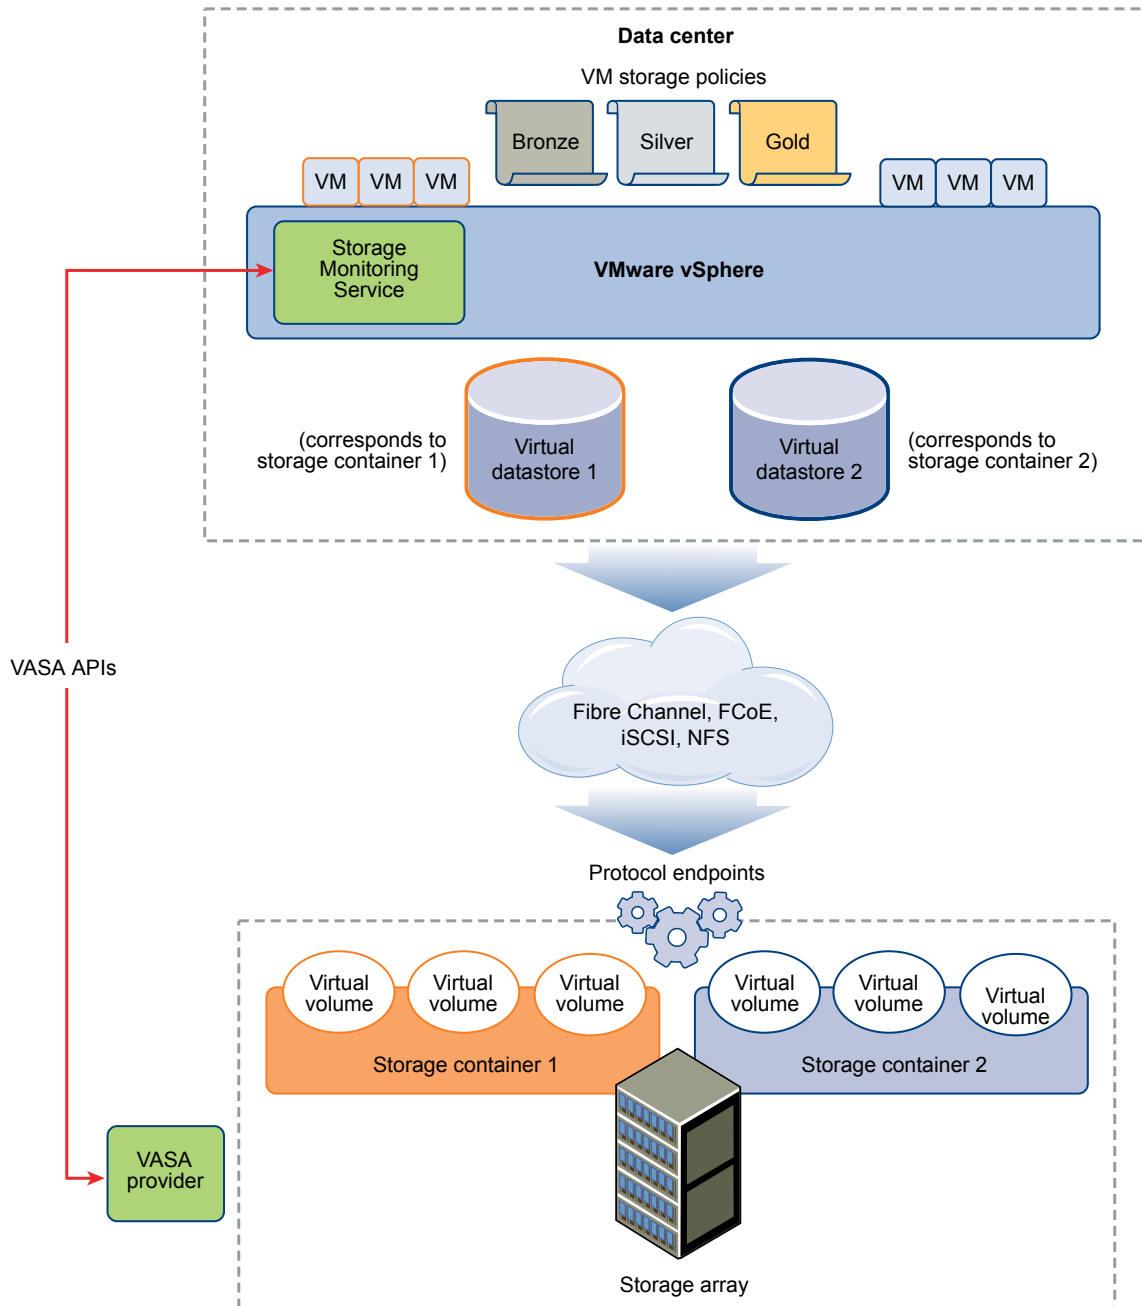 Data center
VM storage policies
Bronze
Silver
Gold
VM
VM
VM
VM
VM
VM
Storage
Monitoring
Service
VMware vSphere
(corresponds to
storage container 1)
Virtual
datastore 1
Virtual
datastore 2
(corresponds to
storage container 2)
VASA APIs
Fibre Channel, FCoE,
iSCSI, NFS
Protocol endpoints
Virtual
volume
Virtual
volume
Virtual
volume
Virtual
volume
Virtual
volume
Virtual
volume
Storage container 1
Storage container 2
VASA
provider
Storage array